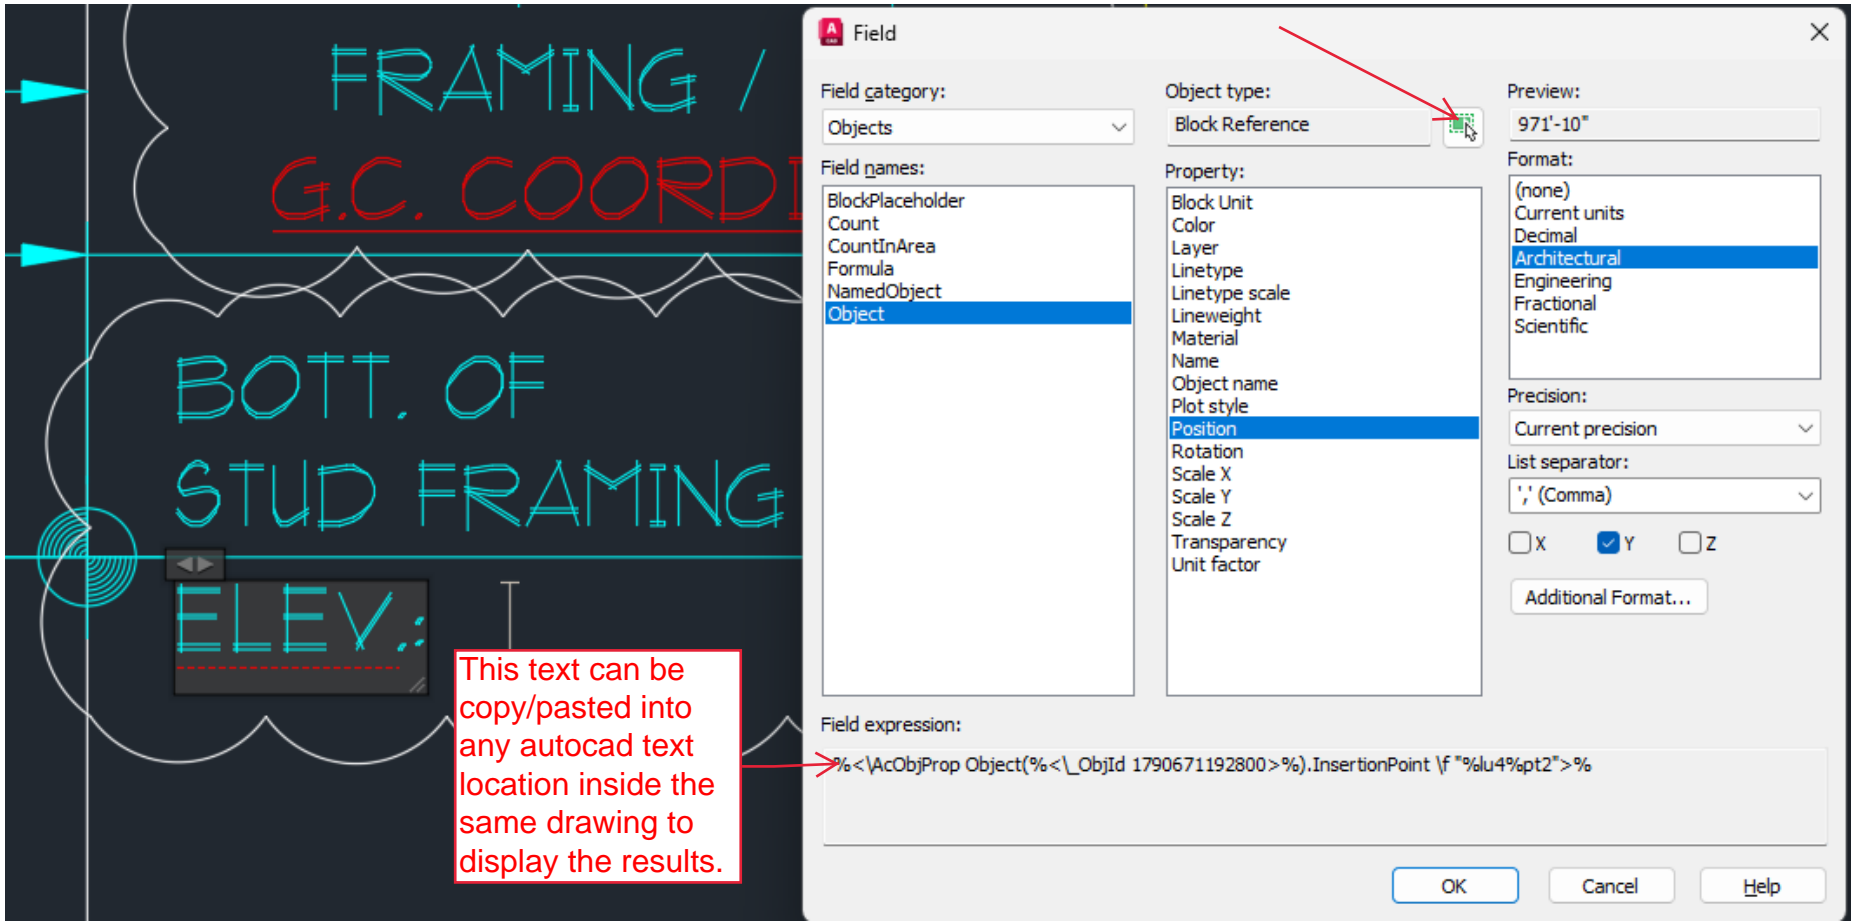 FRAMING /
G.C. COORDI
BOTT. OF
STUD FRAMING
ELEV.:
This text can be
copy/pasted into
any autocad text
location inside the
same drawing to
display the results.
A
CAD
Field
Field category:
Objects
Field names:
BlockPlaceholder
Count
CountInArea
Formula
NamedObject
Object
Object type:
Block Reference
Property:
Block Unit
Color
Layer
Linetype
Linetype scale
Lineweight
Material
Name
Object name
Plot style
Position
Rotation
Scale X
Scale Y
Scale Z
Transparency
Unit factor
Preview:
971'-10"
Format:
(none)
Current units
Decimal
Architectural
Engineering
Fractional
Scientific
Precision:
Current precision
List separator:
',' (Comma)
X Y Z
Additional Format...
Field expression:
%<\AcObjProp Object(%<\_ObjId 1790671192800>%).InsertionPoint \f "%lu4%pt2">%
OK Cancel Help